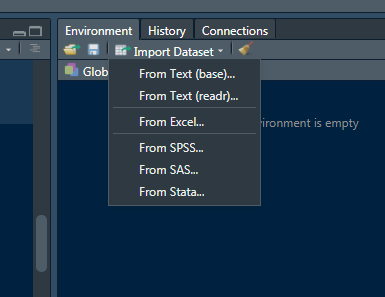 Environment History Connections
Import Dataset
Glob
From Text (base)...
From Text (readr)...
From Excel...
vironment is empty
From SPSS...
From SAS...
From Stata...